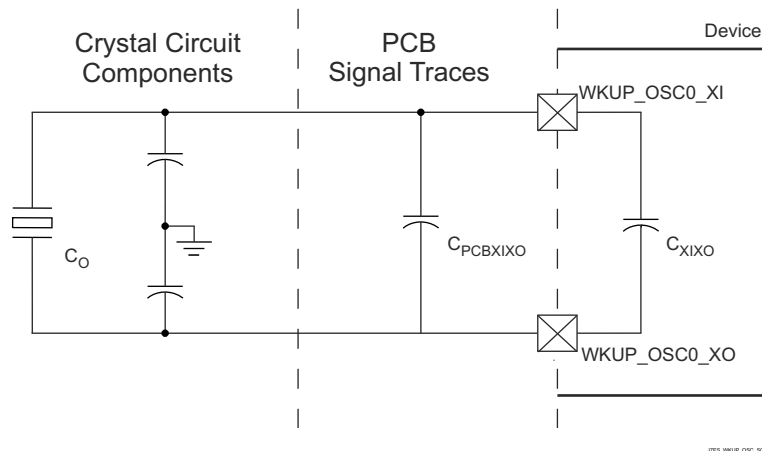 Crystal Circuit
Components
PCB
Signal Traces
Device
WKUP_OSC0_XI
CO
CPCBXIXO
CXIXO
WKUP_OSC0_XO